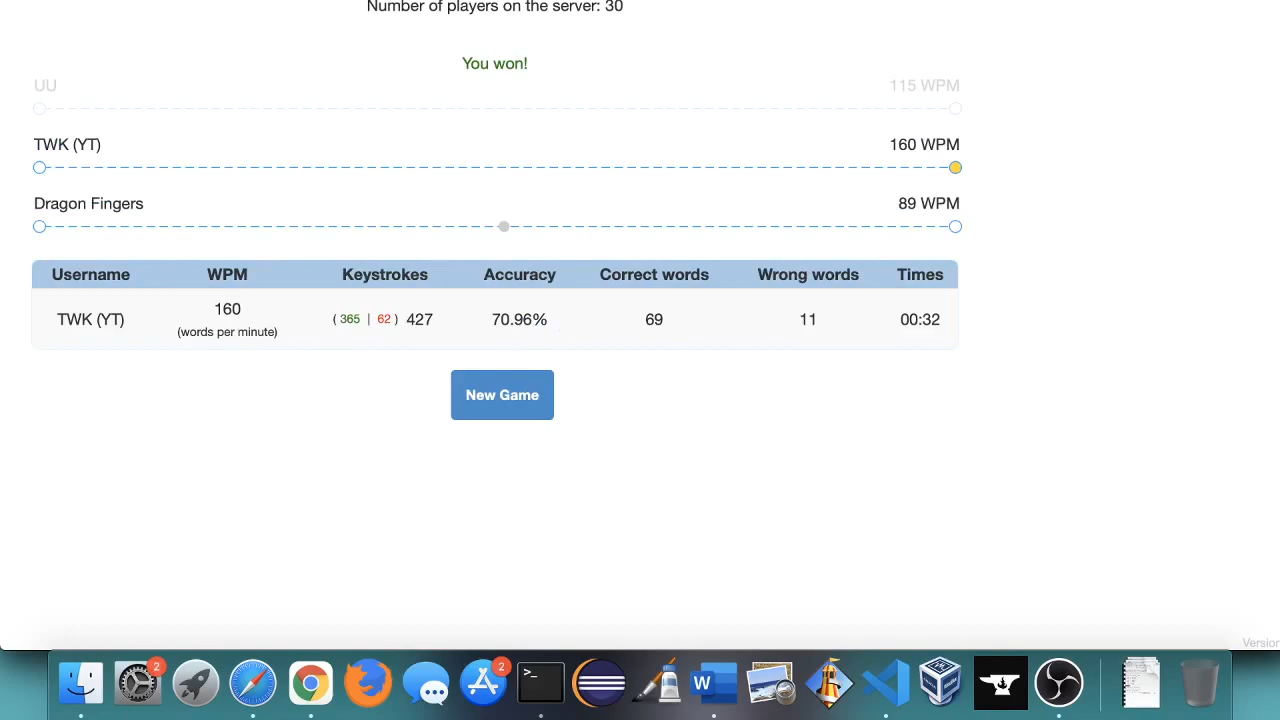 Number of players on the server: 30
You won!
UU 115 WPM
TWK (YT) 160 WPM
Dragon Fingers 89 WPM
Username WPM Keystrokes Accuracy Correct words Wrong words Times
TWK (YT) 160 (words per minute) ( 365 | 62 ) 427 70.96% 69 11 00:32
New Game
Version
2
2
>_
W